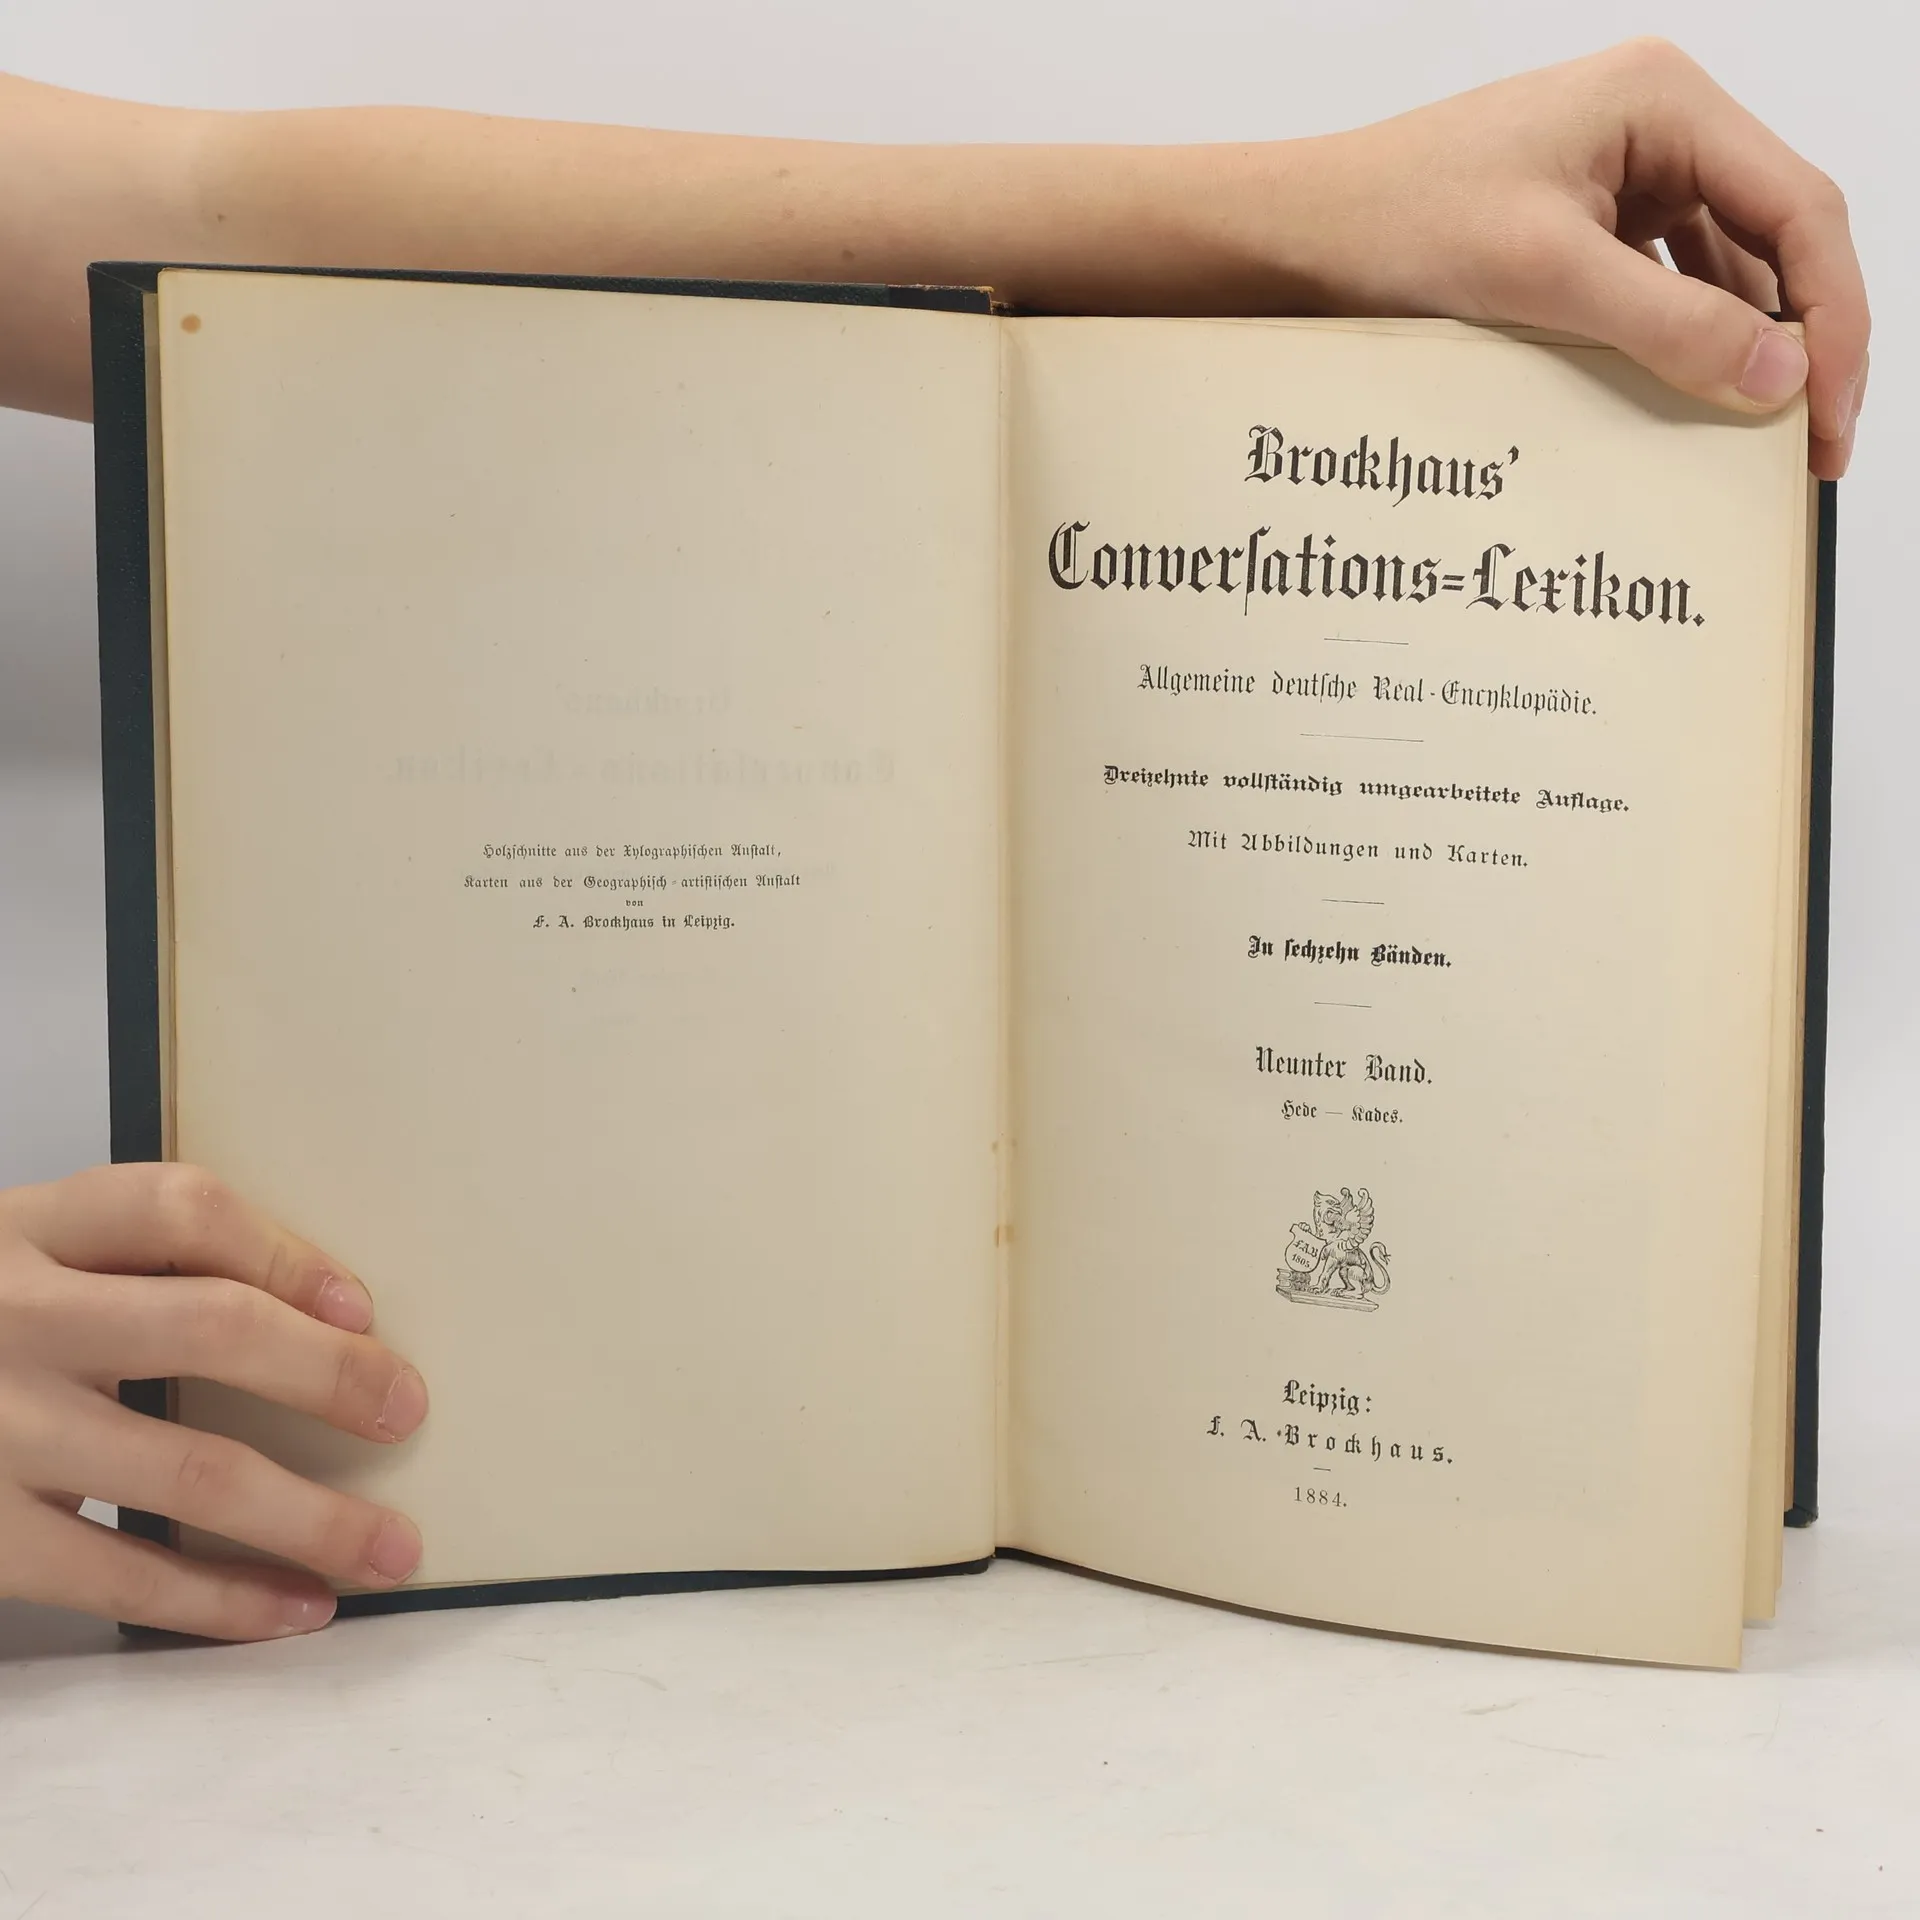 Holzschnitte aus der Xylographischen Anstalt,
Karten aus der Geographisch-artistischen Anstalt
von
F. A. Brockhaus in Leipzig.
Brockhaus’
Converſations=Lexikon.
Allgemeine deutſche Real-Encyklopädie.
Dreizehnte vollſtändig umgearbeitete Auflage.
Mit Abbildungen und Karten.
In ſechzehn Bänden.
Neunter Band.
Hede — Kades.
F.A.B
1805
Leipzig:
F. A. Brockhaus.
1884.